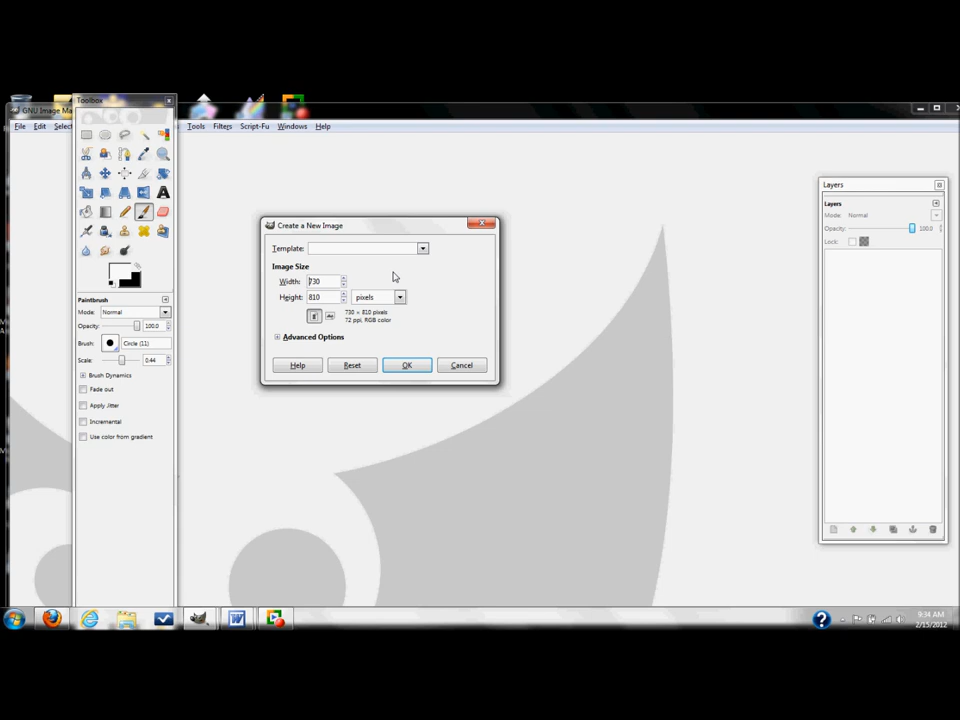 Toolbox
GNU Image Ma
File Edit Select Tools Filters Script-Fu Windows Help
Layers
Layers
Mode: Normal
Opacity: 100.0
Lock:
Create a New Image
Template:
Image Size
Width: 730
Height: 810 pixels
730 × 810 pixels
72 ppi, RGB color
Advanced Options
Help Reset OK Cancel
Paintbrush
Mode: Normal
Opacity: 100.0
Brush: Circle (11)
Scale: 0.44
Brush Dynamics
Fade out
Apply Jitter
Incremental
Use color from gradient
9:34 AM
2/15/2012